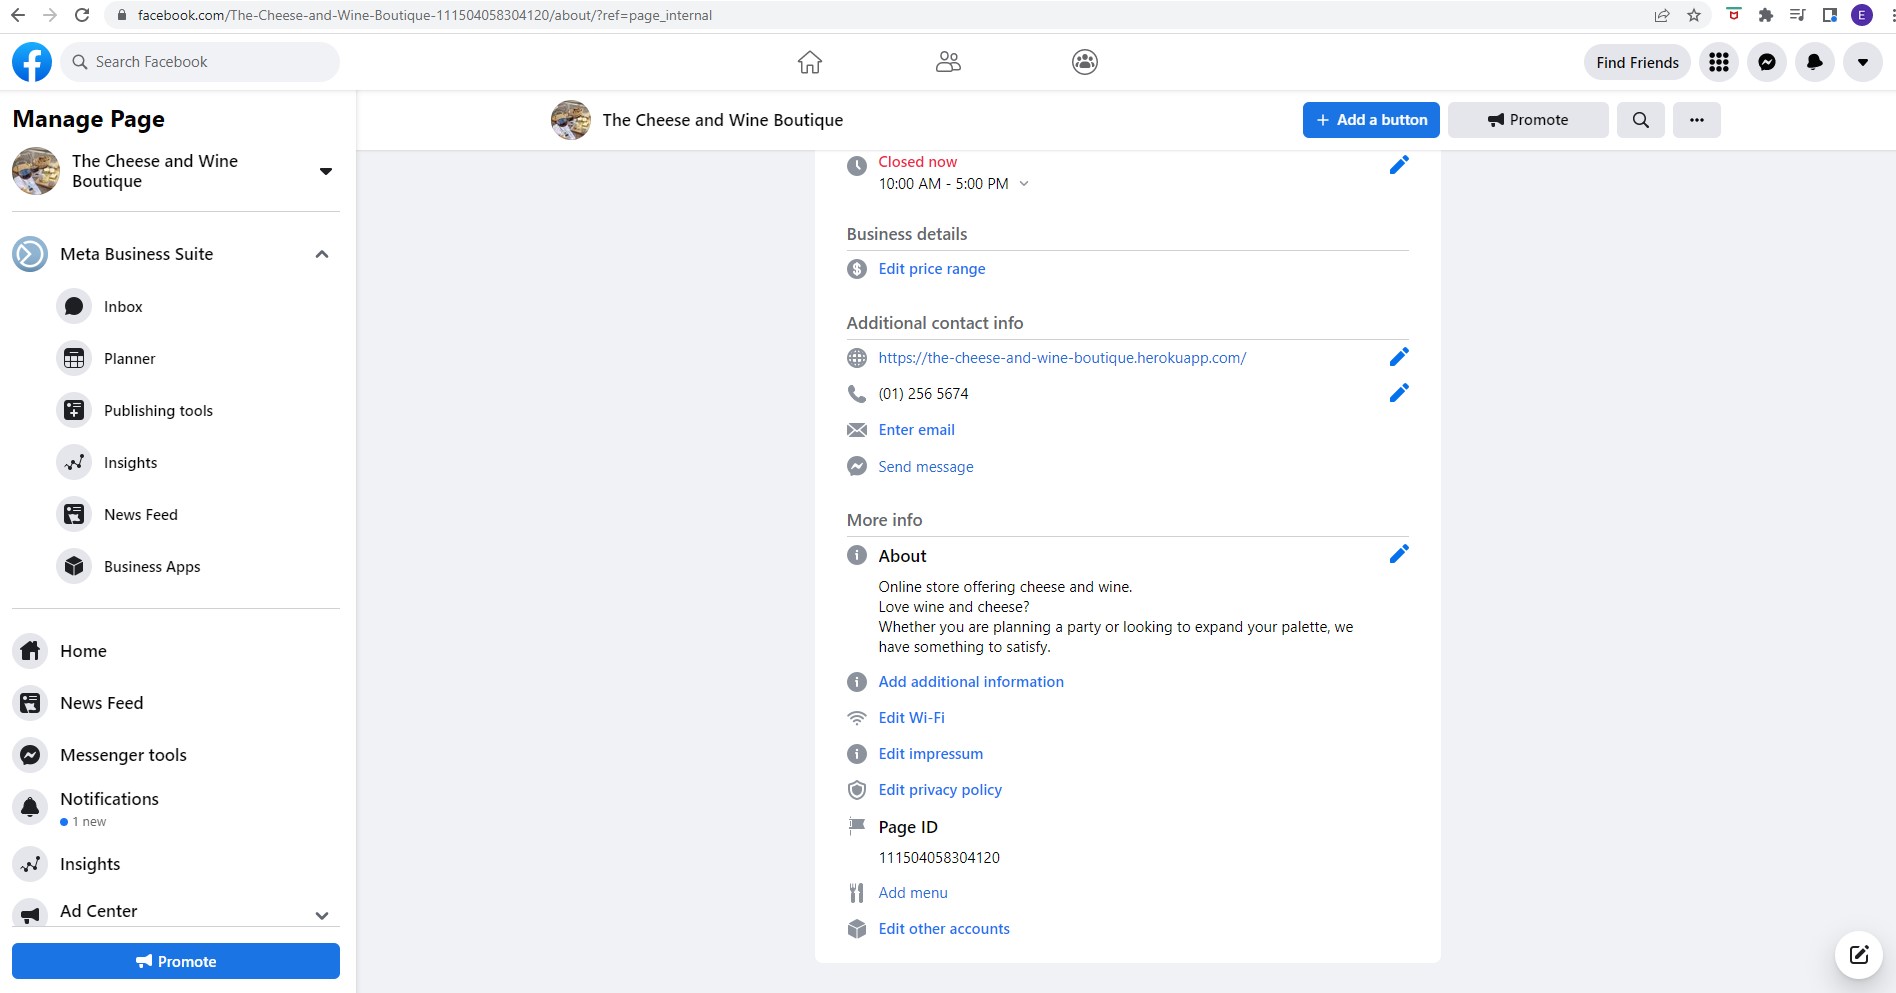 facebook.com/The-Cheese-and-Wine-Boutique-111504058304120/about/?ref=page_internal
E
Search Facebook
Find Friends
Manage Page
The Cheese and Wine
Boutique
Meta Business Suite
Inbox
Planner
Publishing tools
Insights
News Feed
Business Apps
Home
News Feed
Messenger tools
Notifications
1 new
Insights
Ad Center
Promote
The Cheese and Wine Boutique
+ Add a button
Promote
Closed now
10:00 AM - 5:00 PM
Business details
Edit price range
Additional contact info
https://the-cheese-and-wine-boutique.herokuapp.com/
(01) 256 5674
Enter email
Send message
More info
About
Online store offering cheese and wine.
Love wine and cheese?
Whether you are planning a party or looking to expand your palette, we
have something to satisfy.
Add additional information
Edit Wi-Fi
Edit impressum
Edit privacy policy
Page ID
111504058304120
Add menu
Edit other accounts